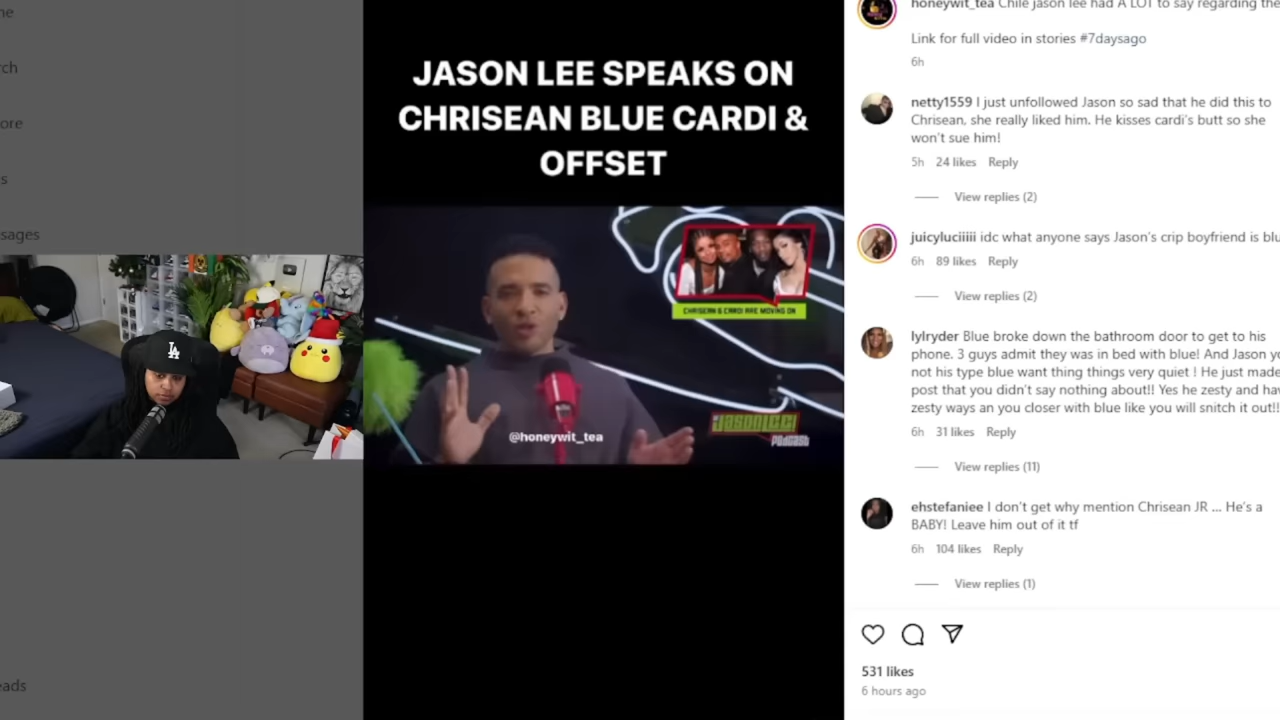 ne
rch
ore
s
sages
eads
LA
JASON LEE SPEAKS ON
CHRISEAN BLUE CARDI &
OFFSET
CHRISEAN & CARDI ARE MOVING ON
@honeywit_tea
PODCAST
honeywit_tea Chile jason lee had A LOT to say regarding the
Link for full video in stories #7daysago
6h
netty1559 I just unfollowed Jason so sad that he did this to
Chrisean, she really liked him. He kisses cardi's butt so she
won't sue him!
5h 24 likes Reply
View replies (2)
juicyluciiiii idc what anyone says Jason's crip boyfriend is blu
6h 89 likes Reply
View replies (2)
lylryder Blue broke down the bathroom door to get to his
phone. 3 guys admit they was in bed with blue! And Jason yo
not his type blue want thing things very quiet ! He just made
post that you didn't say nothing about!! Yes he zesty and hav
zesty ways an you closer with blue like you will snitch it out!!
6h 31 likes Reply
View replies (11)
ehstefaniee I don't get why mention Chrisean JR ... He's a
BABY! Leave him out of it tf
6h 104 likes Reply
View replies (1)
531 likes
6 hours ago